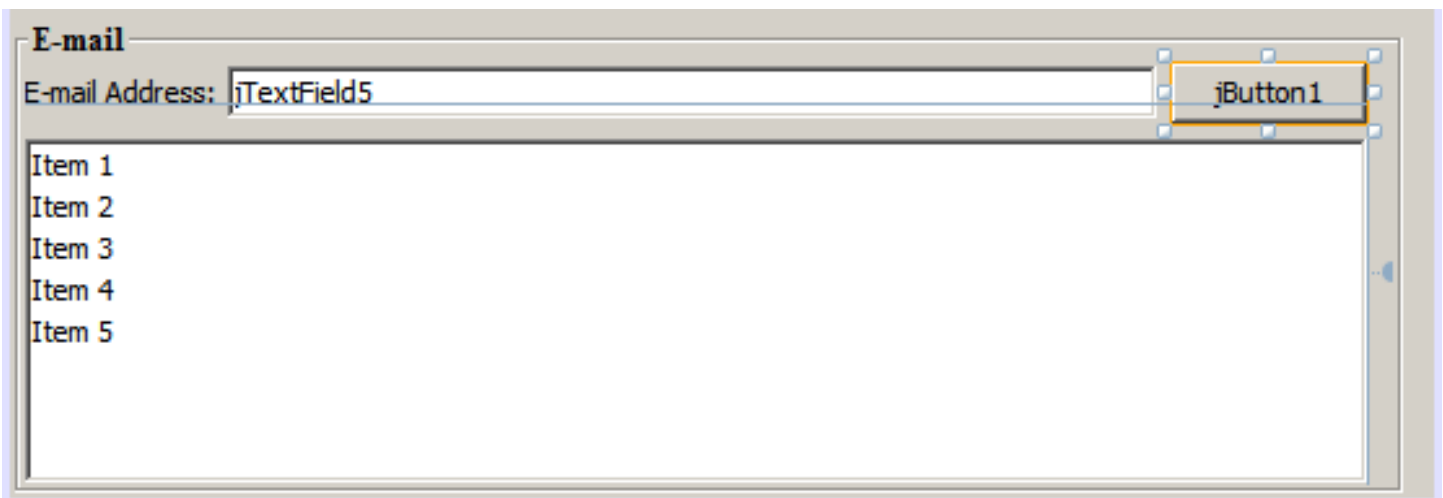 E-mail
E-mail Address: jTextField5 jButton1
Item 1
Item 2
Item 3
Item 4
Item 5